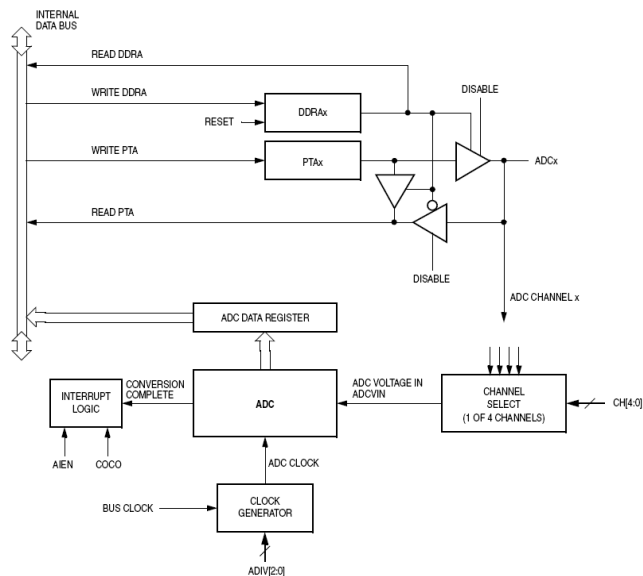 INTERNAL
DATA BUS
READ DDRA
WRITE DDRA
DISABLE
RESET
DDRAx
WRITE PTA
PTAx
ADCx
READ PTA
DISABLE
ADC CHANNEL x
ADC DATA REGISTER
INTERRUPT
LOGIC
CONVERSION
COMPLETE
ADC
ADC VOLTAGE IN
ADCVIN
CHANNEL
SELECT
(1 OF 4 CHANNELS)
CH[4:0]
AIEN
COCO
ADC CLOCK
BUS CLOCK
CLOCK
GENERATOR
ADIV[2:0]